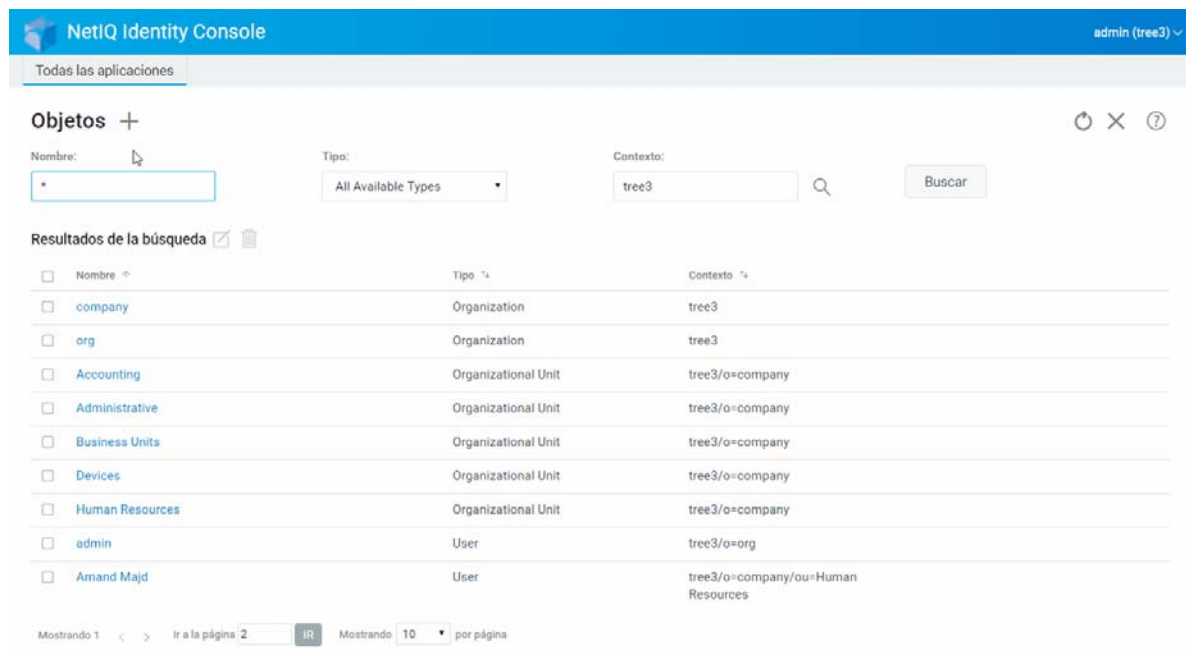 NetIQ Identity Console
admin (tree3)
Todas las aplicaciones
Objetos
Nombre: Tipo: Contexto:
* All Available Types tree3 Buscar
Resultados de la búsqueda
Nombre Tipo Contexto
company Organization tree3
org Organization tree3
Accounting Organizational Unit tree3/o=company
Administrative Organizational Unit tree3/o=company
Business Units Organizational Unit tree3/o=company
Devices Organizational Unit tree3/o=company
Human Resources Organizational Unit tree3/o=company
admin User tree3/o=org
Amand Majd User tree3/o=company/ou=Human
Resources
Mostrando 1 < > Ir a la página 2 IR Mostrando 10 por página